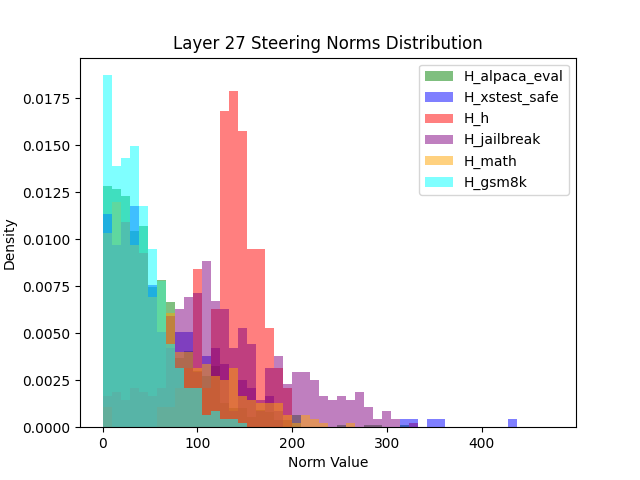 Layer 27 Steering Norms Distribution
H_alpaca_eval
H_xstest_safe
H_h
H_jailbreak
H_math
H_gsm8k
Density
0.0175
0.0150
0.0125
0.0100
0.0075
0.0050
0.0025
0.0000
0 100 200 300 400
Norm Value